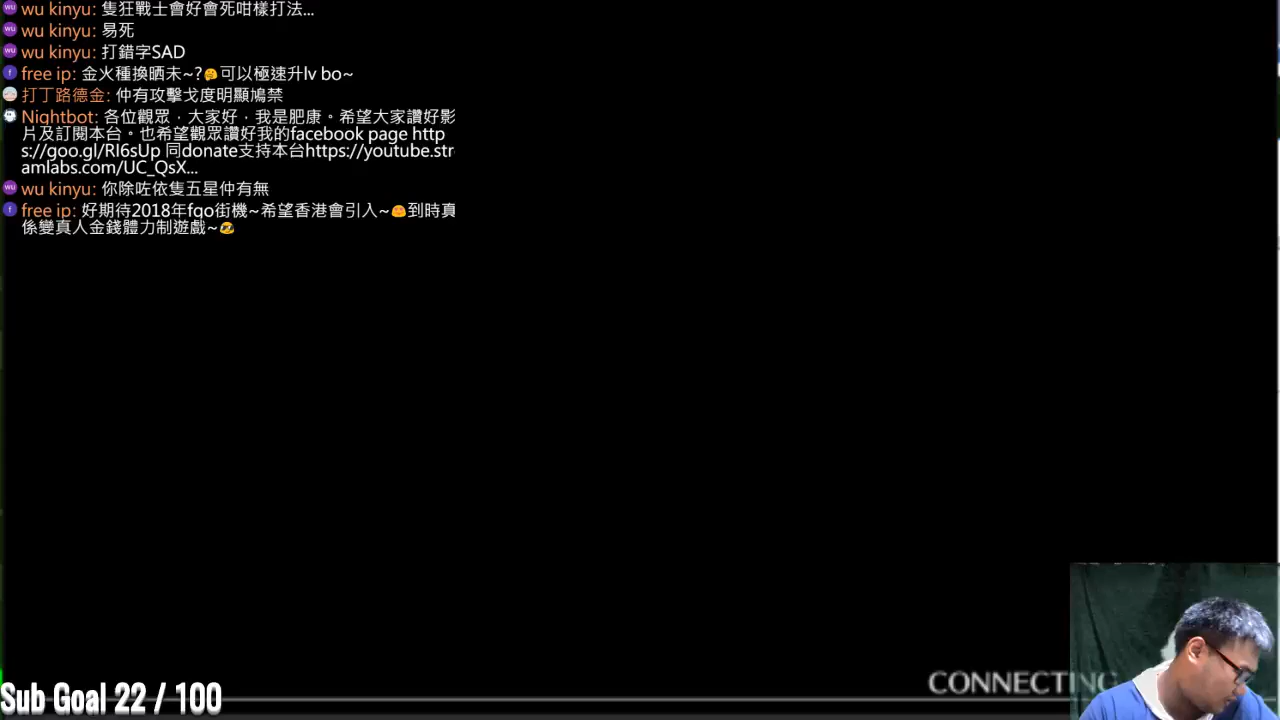 wu kinyu: 隻狂戰士會好會死咁樣打法...
wu kinyu: 易死
wu kinyu: 打錯字SAD
free ip: 金火種換晒未~?可以極速升lv bo~
打丁路德金: 仲有攻擊戈度明顯鳩禁
Nightbot: 各位觀眾，大家好，我是肥康。希望大家讚好影
片及訂閱本台。也希望觀眾讚好我的facebook page http
s://goo.gl/Rl6sUp 同donate支持本台https://youtube.str
amlabs.com/UC_QsX...
wu kinyu: 你除咗依隻五星仲有無
free ip: 好期待2018年fgo街機~希望香港會引入~到時真
係變真人金錢體力制遊戲~
CONNECTING
Sub Goal 22 / 100